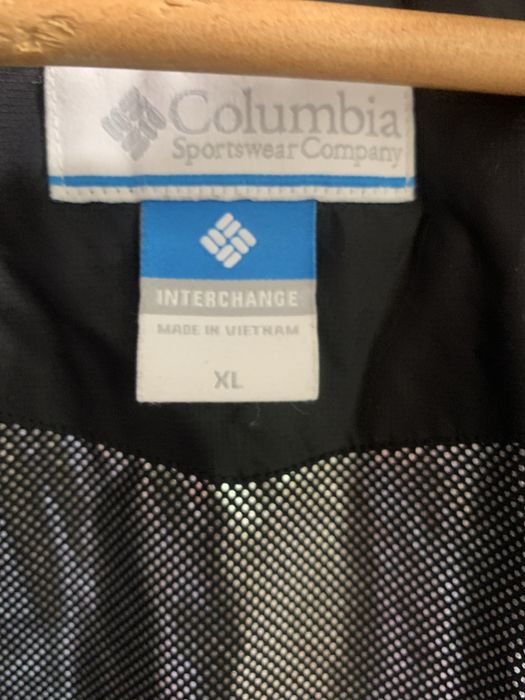 Columbia
Sportswear Company
INTERCHANGE
MADE IN VIETNAM
XL